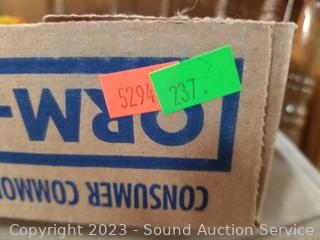 5294
237.
ORM-
CONSUMER COMMO
Copyright 2023 - Sound Auction Service